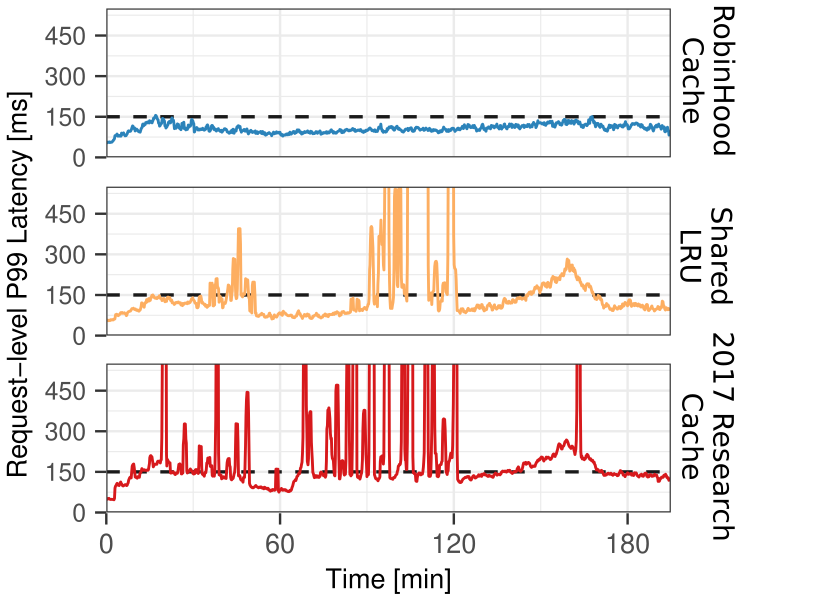 RobinHood
Cache
450
300
150
0
Shared
LRU
450
300
150
0
2017 Research
Cache
450
300
150
0
Request−level P99 Latency [ms]
0 60 120 180
Time [min]